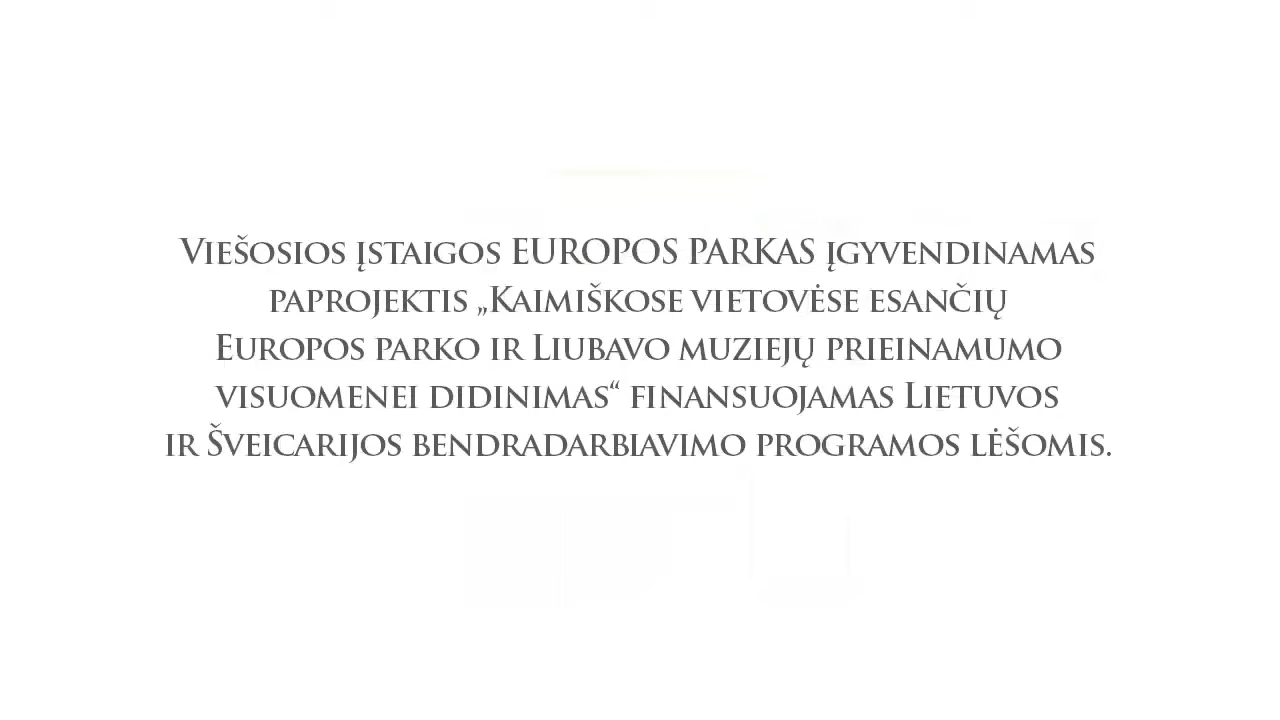 Viešosios įstaigos EUROPOS PARKAS įgyvendinamas
paprojektis „Kaimiškose vietovėse esančių
Europos parko ir Liubavo muziejų prieinamumo
visuomenei didinimas“ finansuojamas Lietuvos
ir Šveicarijos bendradarbiavimo programos lėšomis.